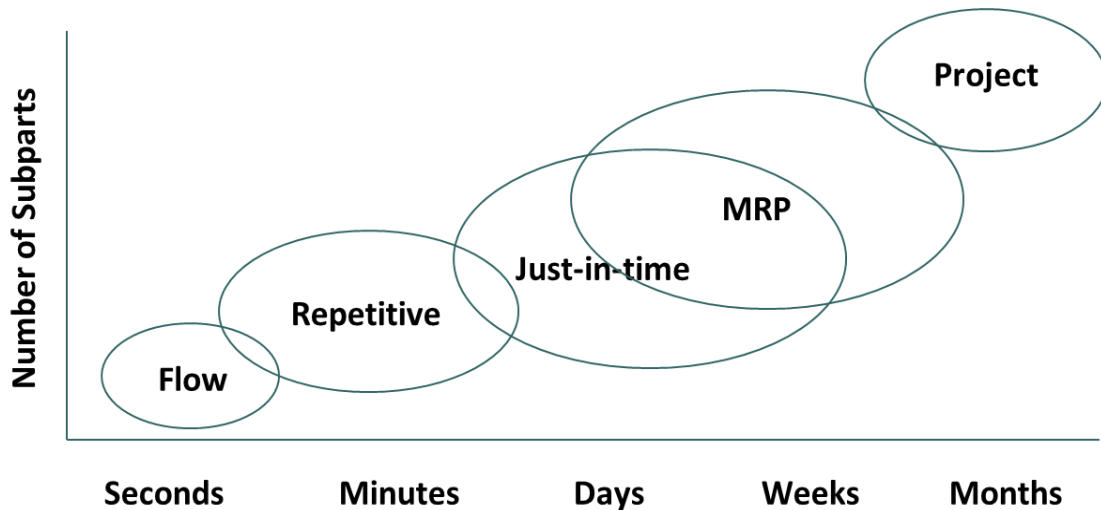 Number of Subparts
Project
MRP
Just-in-time
Repetitive
Flow
Seconds
Minutes
Days
Weeks
Months